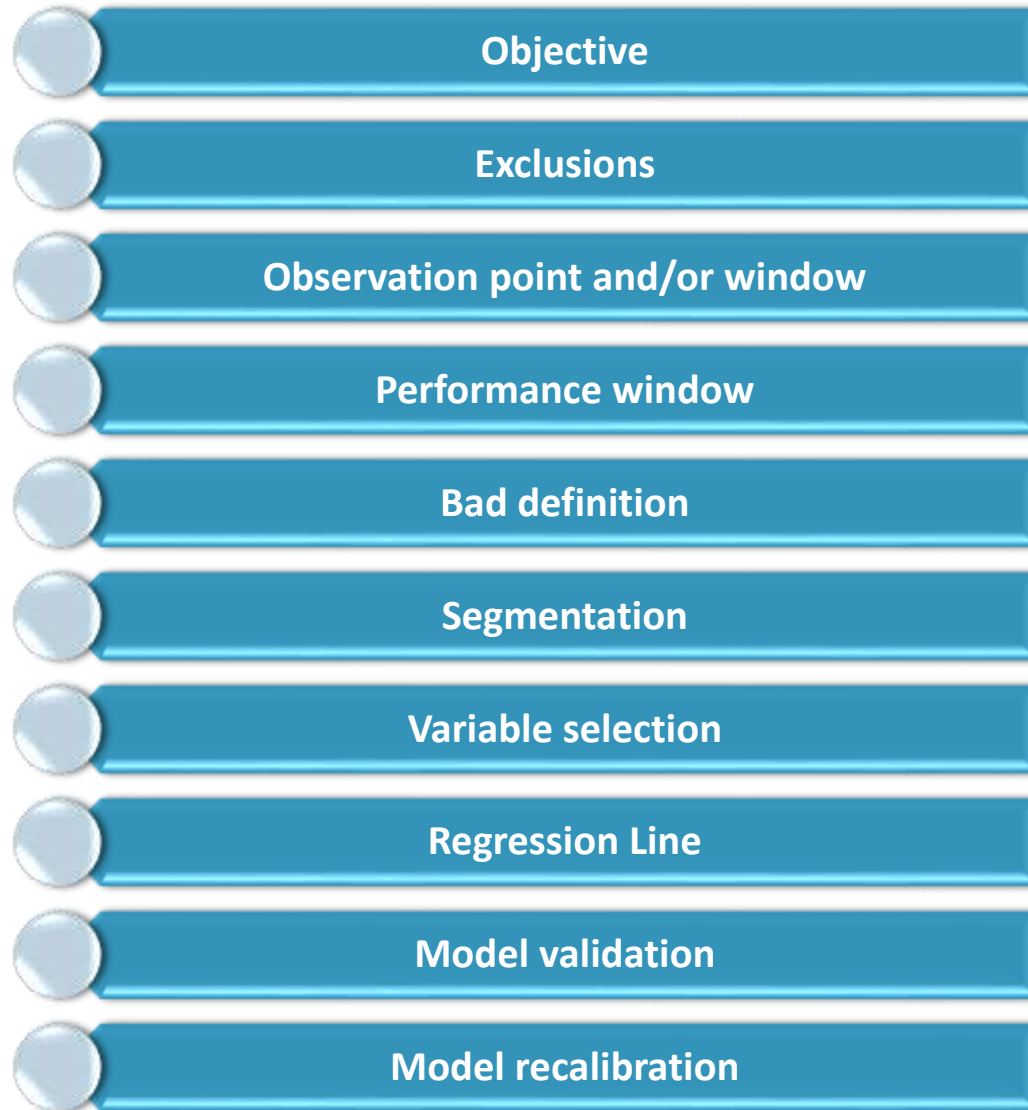 Objective
Exclusions
Observation point and/or window
Performance window
Bad definition
Segmentation
Variable selection
Regression Line
Model validation
Model recalibration